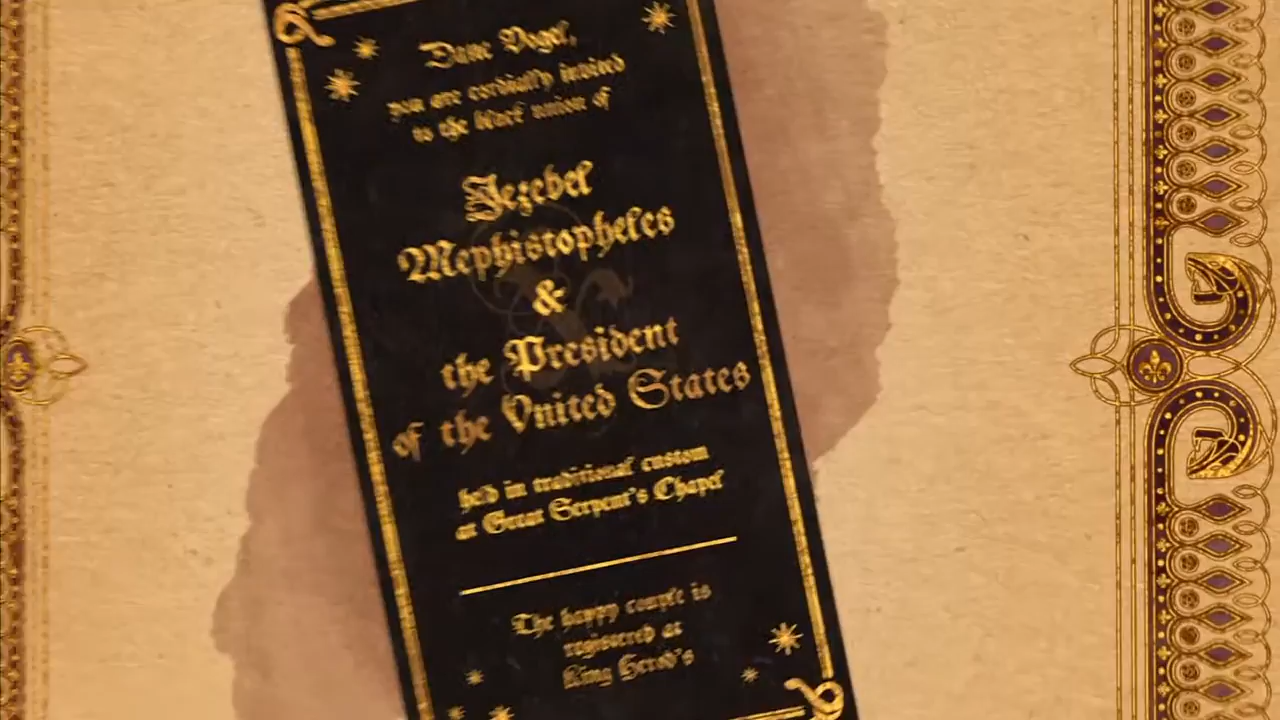 Dane Vogel,
you are cordially invited
to the black union of
Jezebel
Mephistopheles
&
the President
of the United States
held in traditional custom
at Great Serpent's Chapel
The happy couple is
registered at
King Herod's